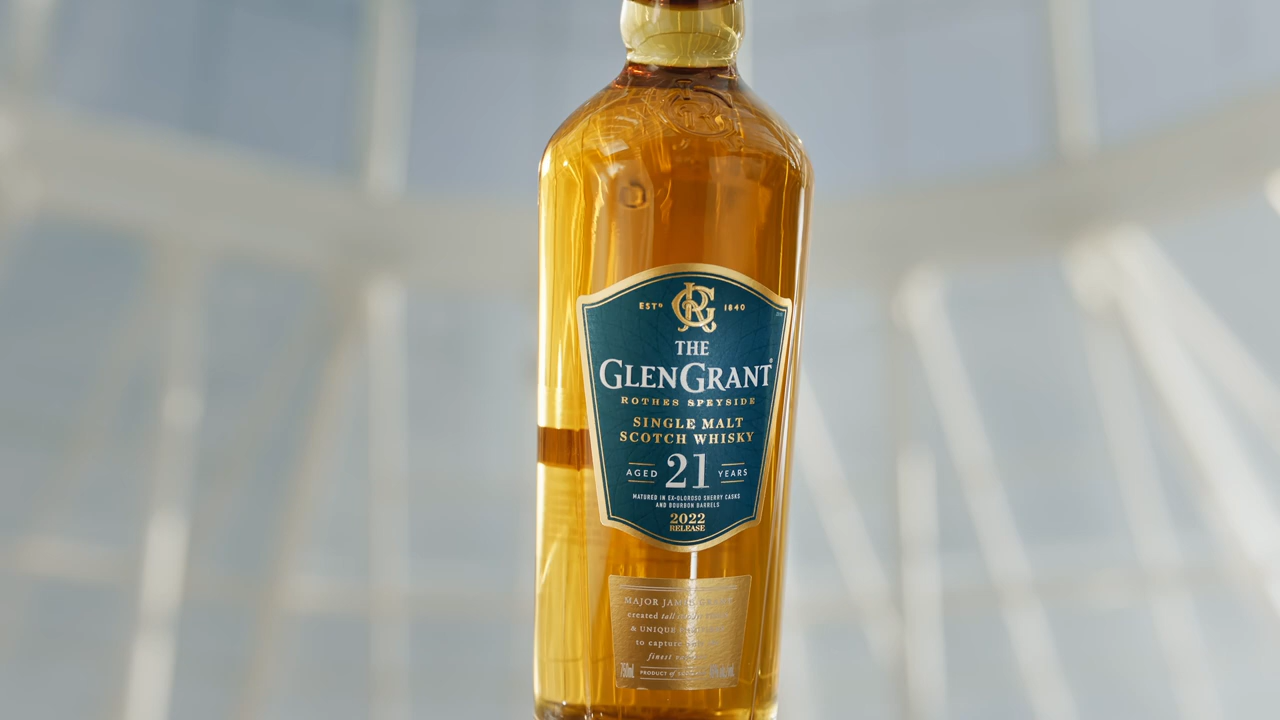 ESTD 1840
THE
GLENGRANT
ROTHES SPEYSIDE
SINGLE MALT
SCOTCH WHISKY
AGED 21 YEARS
MATURED IN EX-OLOROSO SHERRY CASKS
AND BOURBON BARRELS
2022
RELEASE
MAJOR JAMES
created tall
& UNIQUE
to capture
finest
750mL PRODUCT of